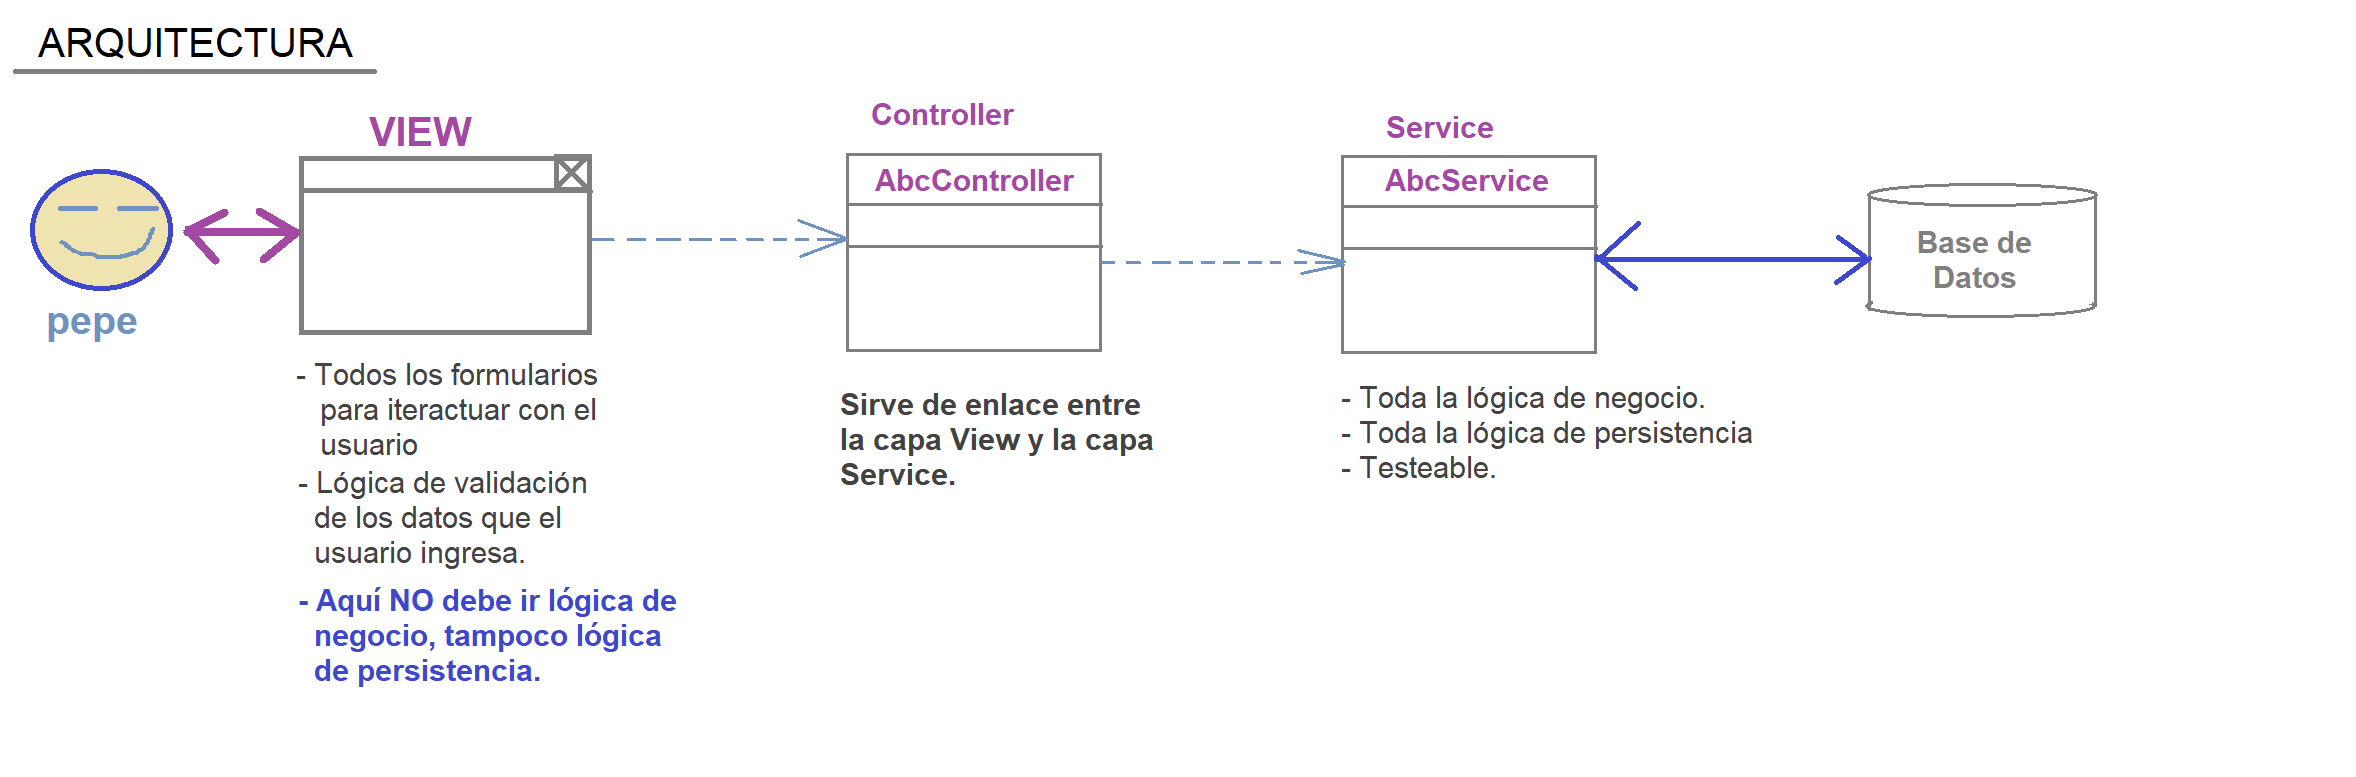 ARQUITECTURA
VIEW
Controller
Service
AbcController
AbcService
Base de
Datos
pepe
- Todos los formularios
para iteractuar con el
usuario
- Lógica de validación
de los datos que el
usuario ingresa.
- Aquí NO debe ir lógica de
negocio, tampoco lógica
de persistencia.
Sirve de enlace entre
la capa View y la capa
Service.
- Toda la lógica de negocio.
- Toda la lógica de persistencia
- Testeable.